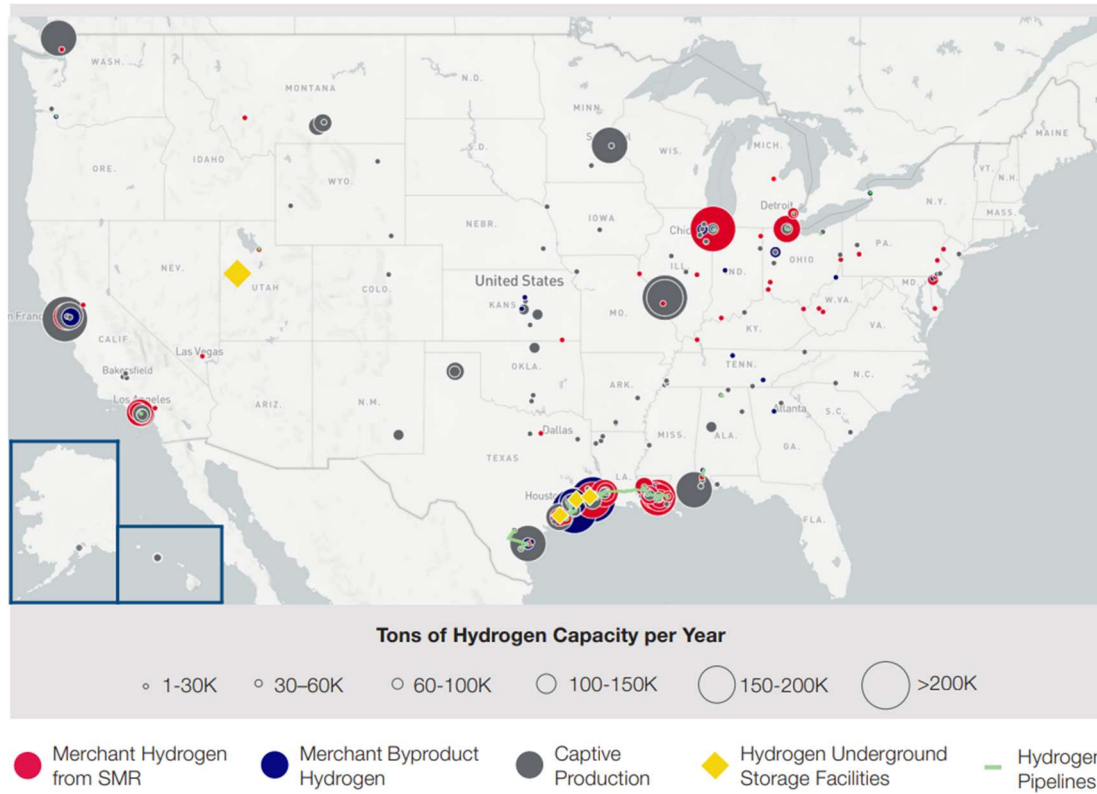 WASH.
MONTANA
N.D.
MINN.
MAINE
ORE.
IDAHO
WYO.
S.D.
WIS.
MICH.
VT.
N.H.
N.Y.
MASS.
Detroit
NEBR.
IOWA
PA.
OHIO
NEV.
UTAH
COLO.
United States
KANS.
MO.
ILL.
MD.
W.VA.
VA.
KY.
CALIF.
Las Vegas
Bakersfield
Los Angeles
ARIZ.
N.M.
OKLA.
ARK.
TENN.
N.C.
S.C.
Atlanta
Dallas
TEXAS
MISS.
ALA.
GA.
LA.
FLA.
Tons of Hydrogen Capacity per Year
1-30K 30–60K 60-100K 100-150K 150-200K >200K
Merchant Hydrogen
from SMR
Merchant Byproduct
Hydrogen
Captive
Production
Hydrogen Underground
Storage Facilities
Hydrogen
Pipelines